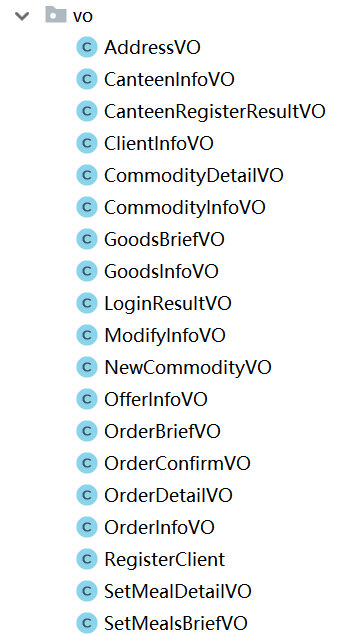 vo
C AddressVO
C CanteenInfoVO
C CanteenRegisterResultVO
C ClientInfoVO
C CommodityDetailVO
C CommodityInfoVO
C GoodsBriefVO
C GoodsInfoVO
C LoginResultVO
C ModifyInfoVO
C NewCommodityVO
C OfferInfoVO
C OrderBriefVO
C OrderConfirmVO
C OrderDetailVO
C OrderInfoVO
C RegisterClient
C SetMealDetailVO
C SetMealsBriefVO